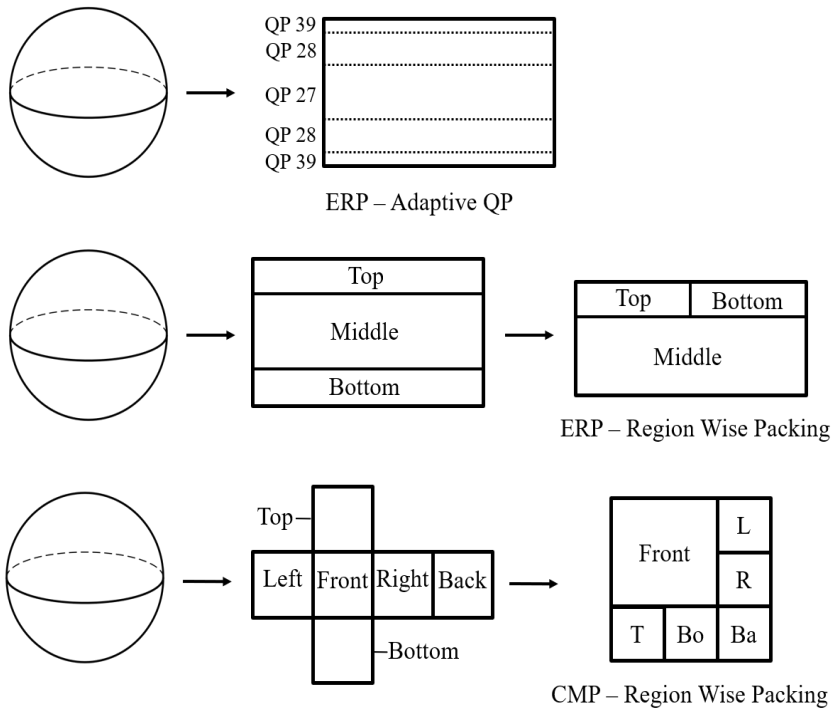 QP 39
QP 28
QP 27
QP 28
QP 39
ERP – Adaptive QP
Top
Middle
Bottom
Top Bottom
Middle
ERP – Region Wise Packing
Top
Left Front Right Back
Bottom
L
Front
R
T Bo Ba
CMP – Region Wise Packing